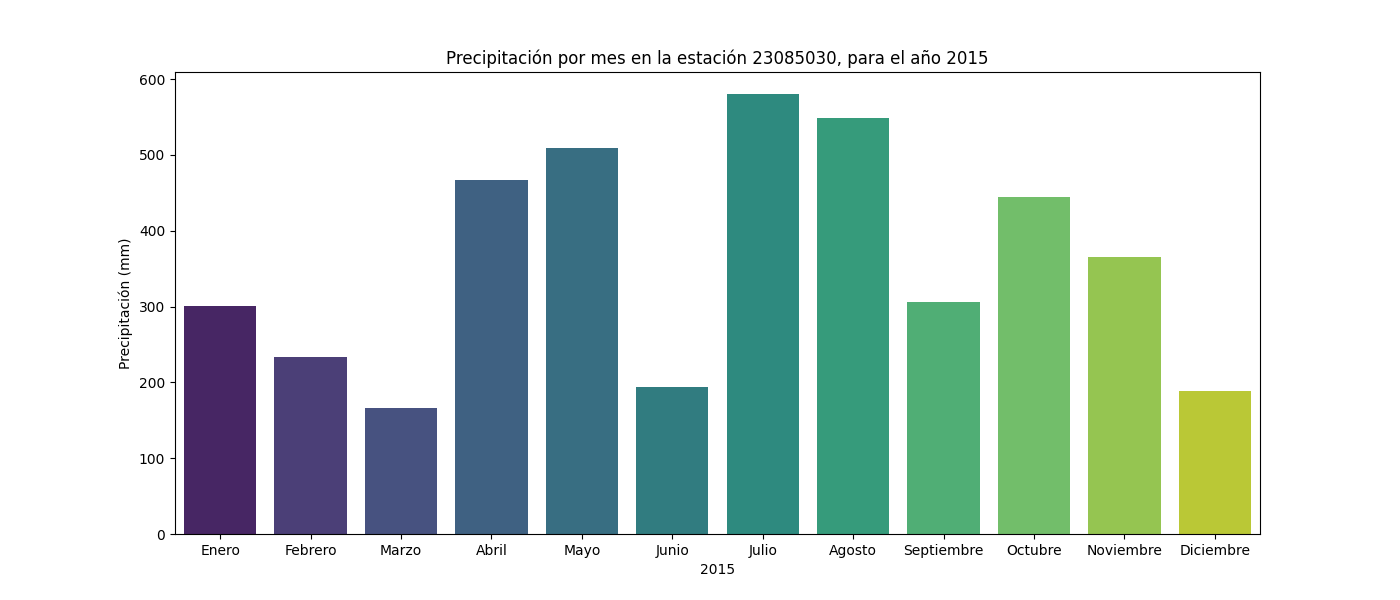 Precipitación por mes en la estación 23085030, para el año 2015
Precipitación (mm)
600
500
400
300
200
100
0
Enero Febrero Marzo Abril Mayo Junio Julio Agosto Septiembre Octubre Noviembre Diciembre
2015